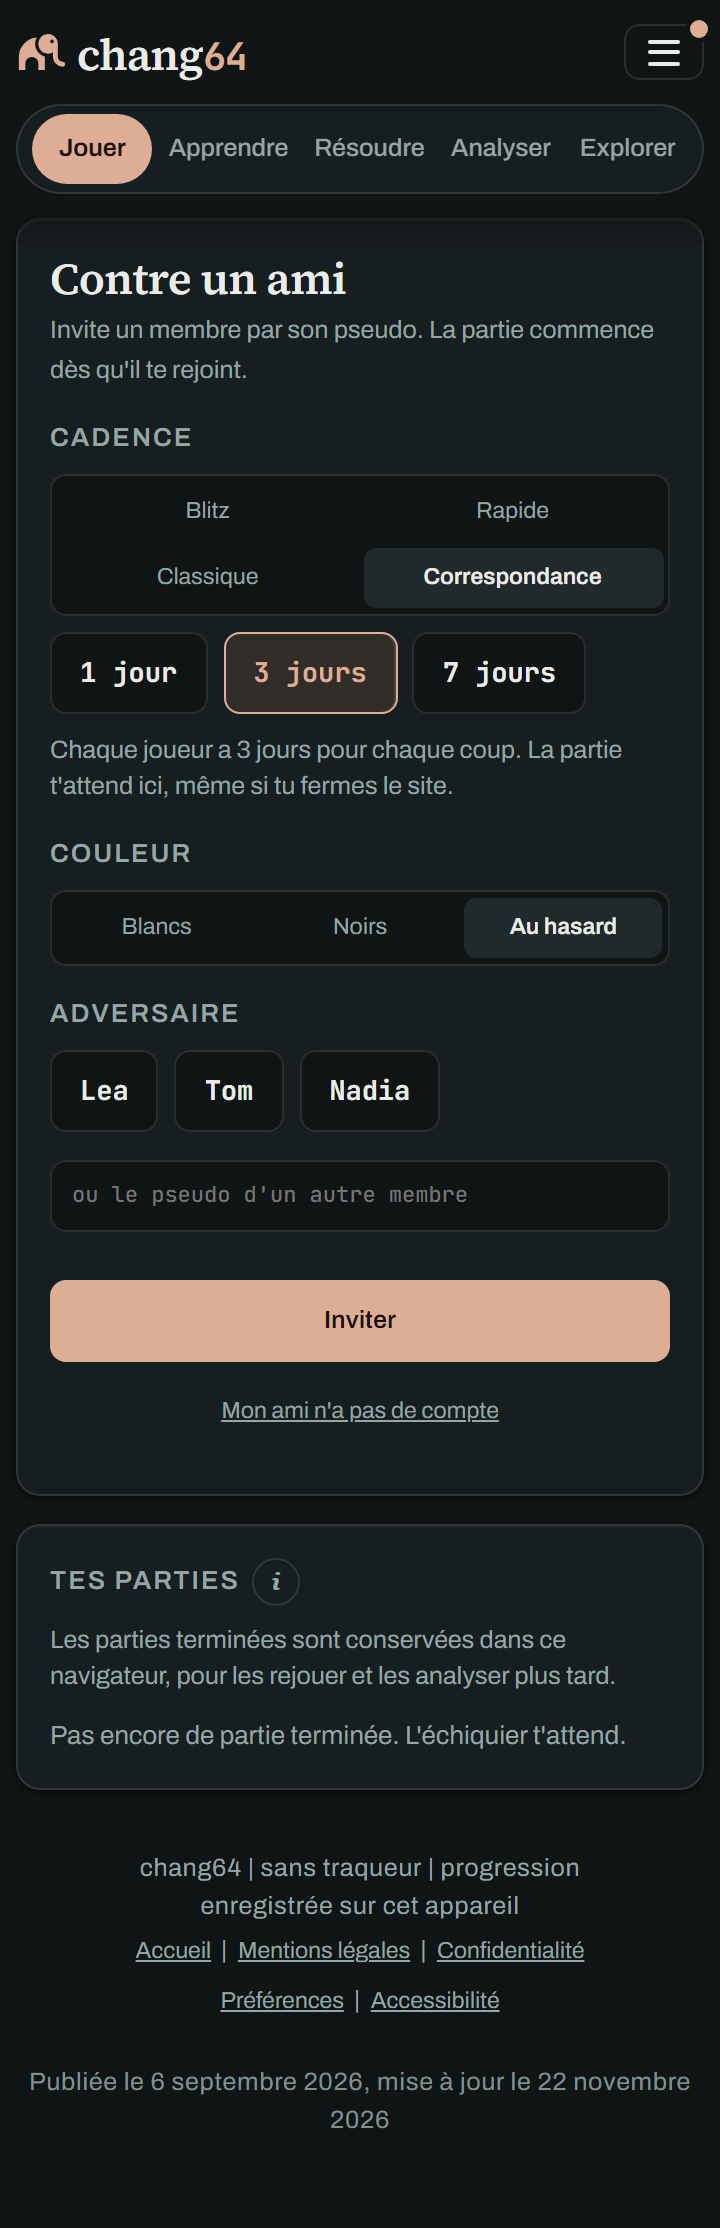 chang64
Jouer Apprendre Résoudre Analyser Explorer
Contre un ami
Invite un membre par son pseudo. La partie commence
dès qu'il te rejoint.
CADENCE
Blitz Rapide
Classique Correspondance
1 jour 3 jours 7 jours
Chaque joueur a 3 jours pour chaque coup. La partie
t'attend ici, même si tu fermes le site.
COULEUR
Blancs Noirs Au hasard
ADVERSAIRE
Lea Tom Nadia
ou le pseudo d'un autre membre
Inviter
Mon ami n'a pas de compte
TES PARTIES i
Les parties terminées sont conservées dans ce
navigateur, pour les rejouer et les analyser plus tard.
Pas encore de partie terminée. L'échiquier t'attend.
chang64 | sans traqueur | progression
enregistrée sur cet appareil
Accueil | Mentions légales | Confidentialité
Préférences | Accessibilité
Publiée le 6 septembre 2026, mise à jour le 22 novembre
2026